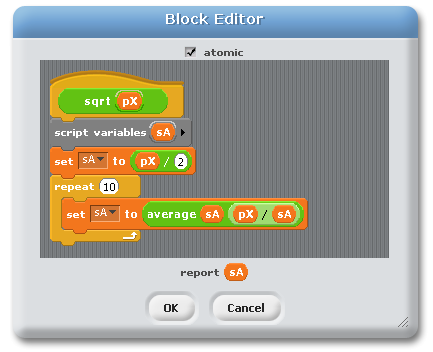 Block Editor
atomic
sqrt pX
script variables sA
set sA to pX / 2
repeat 10
set sA to average sA pX / sA
report sA
OK Cancel